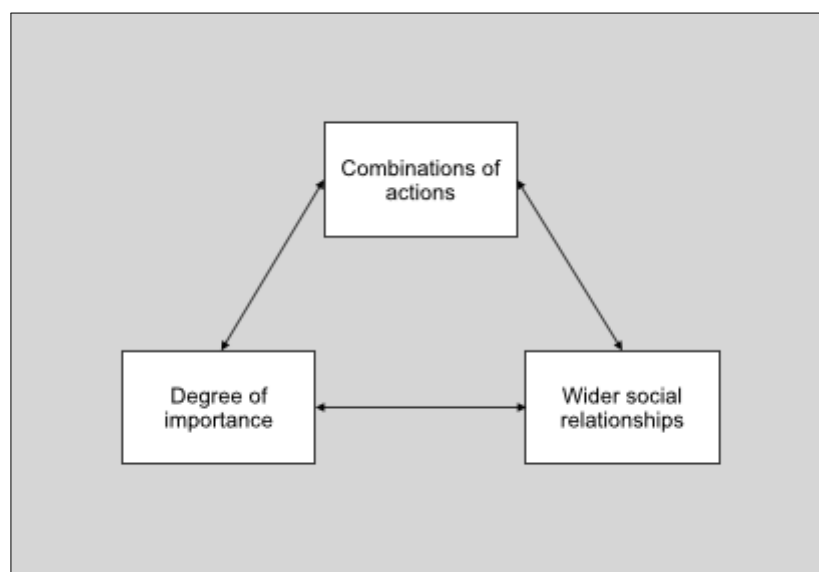 Combinations of
actions
Degree of
importance
Wider social
relationships